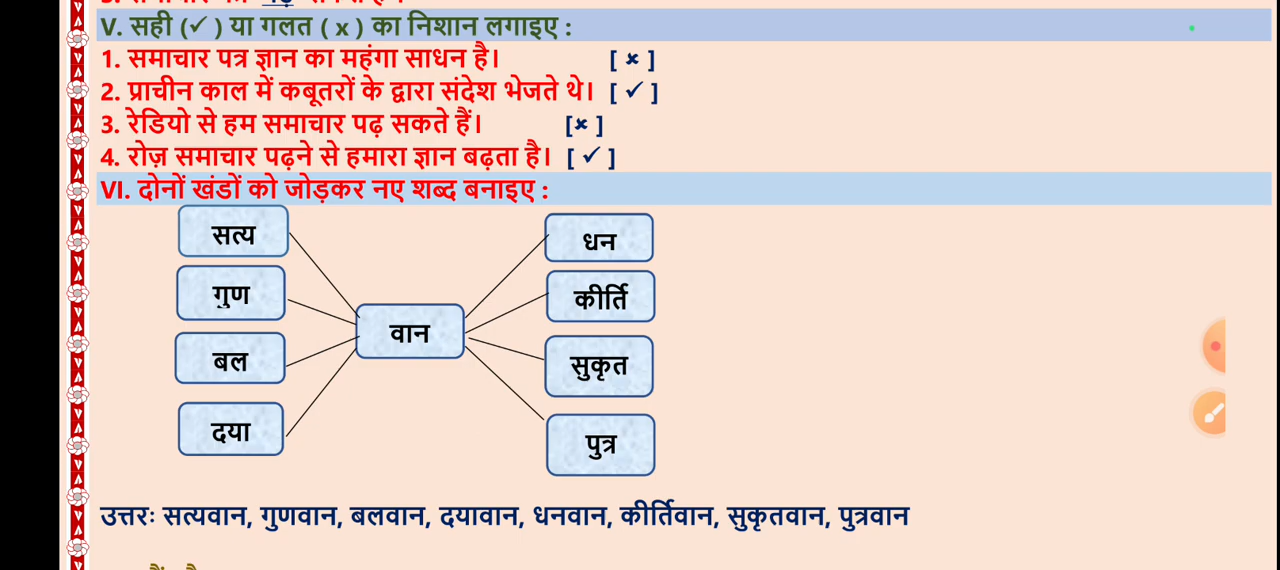 V. सही (✓) या गलत ( x ) का निशान लगाइए :
1. समाचार पत्र ज्ञान का महंगा साधन है। [ × ]
2. प्राचीन काल में कबूतरों के द्वारा संदेश भेजते थे। [ ✓ ]
3. रेडियो से हम समाचार पढ़ सकते हैं। [× ]
4. रोज़ समाचार पढ़ने से हमारा ज्ञान बढ़ता है। [ ✓ ]
VI. दोनों खंडों को जोड़कर नए शब्द बनाइए :
सत्य
धन
गुण
कीर्ति
वान
बल
सुकृत
दया
पुत्र
उत्तरः सत्यवान, गुणवान, बलवान, दयावान, धनवान, कीर्तिवान, सुकृतवान, पुत्रवान